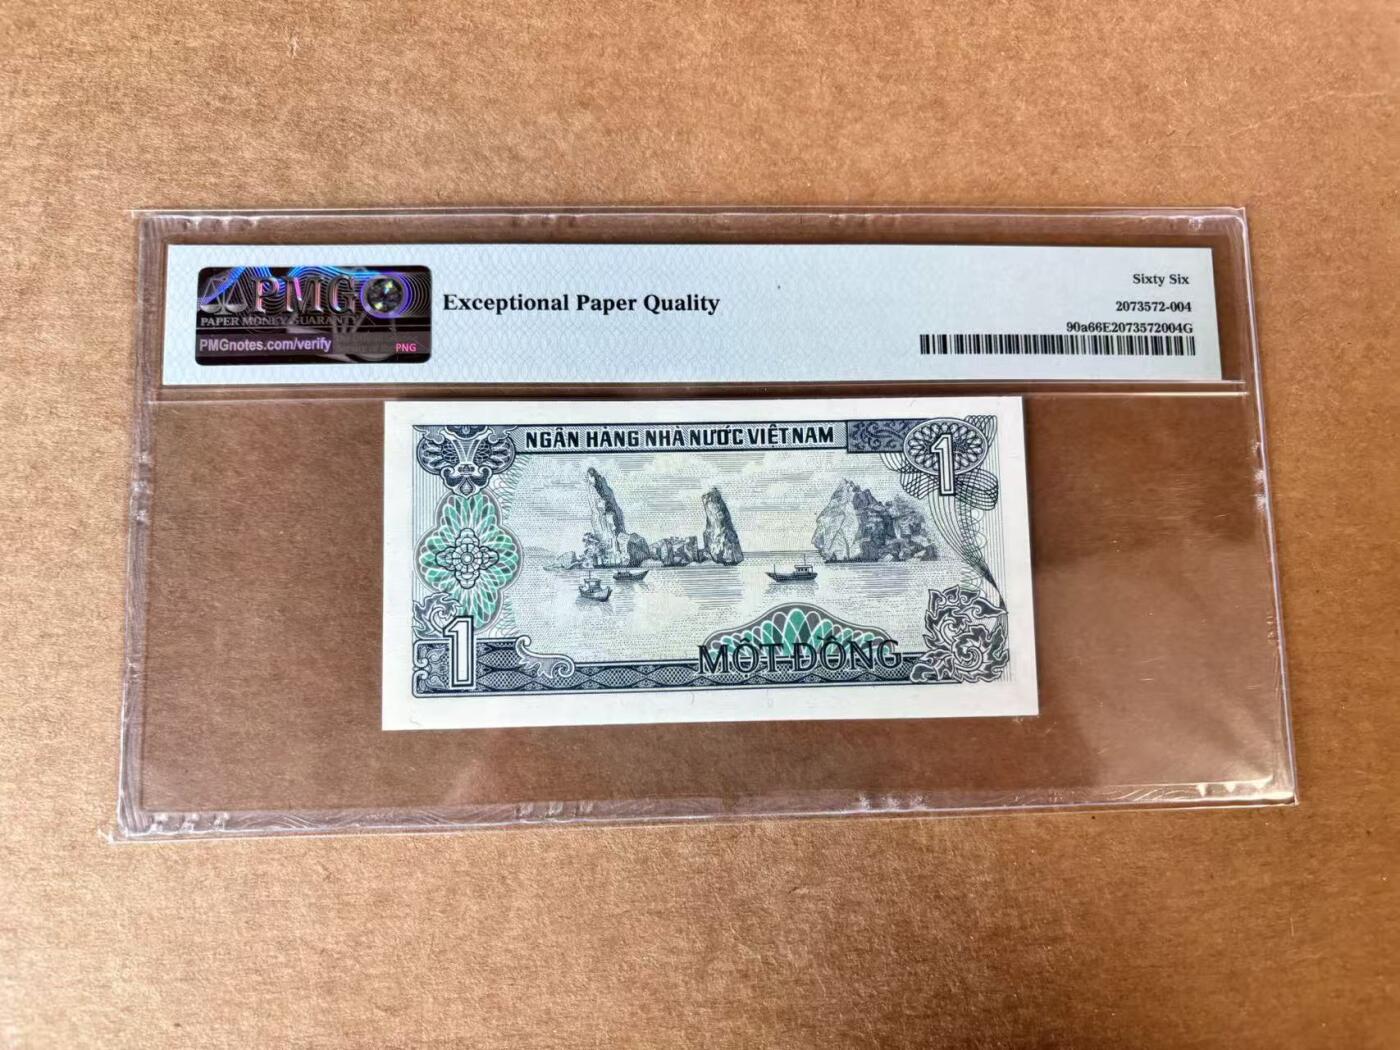 PMG
PAPER MONEY GUARANTY
PMGnotes.com/verify
PNG
Exceptional Paper Quality
Sixty Six
2073572-004
90a66E2073572004G
NGÂN HÀNG NHÀ NƯỚC VIỆT NAM
1
1
MỘT ĐỒNG